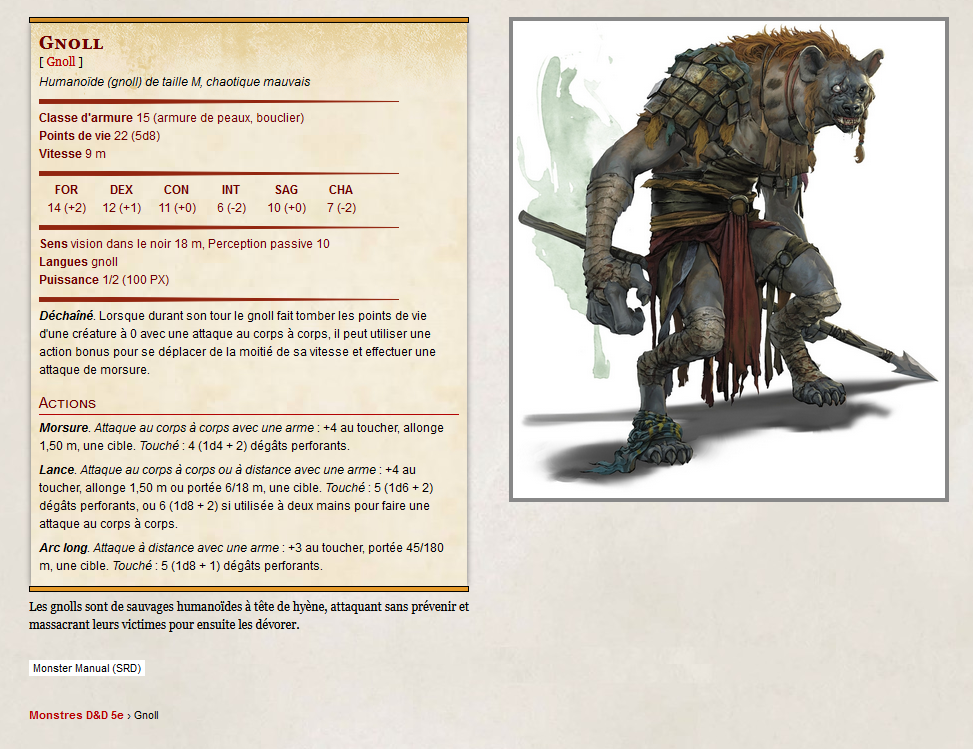 Gnoll
[ Gnoll ]
Humanoïde (gnoll) de taille M, chaotique mauvais
Classe d'armure 15 (armure de peaux, bouclier)
Points de vie 22 (5d8)
Vitesse 9 m
FOR DEX CON INT SAG CHA
14 (+2) 12 (+1) 11 (+0) 6 (-2) 10 (+0) 7 (-2)
Sens vision dans le noir 18 m, Perception passive 10
Langues gnoll
Puissance 1/2 (100 PX)
Déchaîné. Lorsque durant son tour le gnoll fait tomber les points de vie
d'une créature à 0 avec une attaque au corps à corps, il peut utiliser une
action bonus pour se déplacer de la moitié de sa vitesse et effectuer une
attaque de morsure.
Actions
Morsure. Attaque au corps à corps avec une arme : +4 au toucher, allonge
1,50 m, une cible. Touché : 4 (1d4 + 2) dégâts perforants.
Lance. Attaque au corps à corps ou à distance avec une arme : +4 au
toucher, allonge 1,50 m ou portée 6/18 m, une cible. Touché : 5 (1d6 + 2)
dégâts perforants, ou 6 (1d8 + 2) si utilisée à deux mains pour faire une
attaque au corps à corps.
Arc long. Attaque à distance avec une arme : +3 au toucher, portée 45/180
m, une cible. Touché : 5 (1d8 + 1) dégâts perforants.
Les gnolls sont de sauvages humanoïdes à tête de hyène, attaquant sans prévenir et
massacrant leurs victimes pour ensuite les dévorer.
Monster Manual (SRD)
Monstres D&D 5e › Gnoll